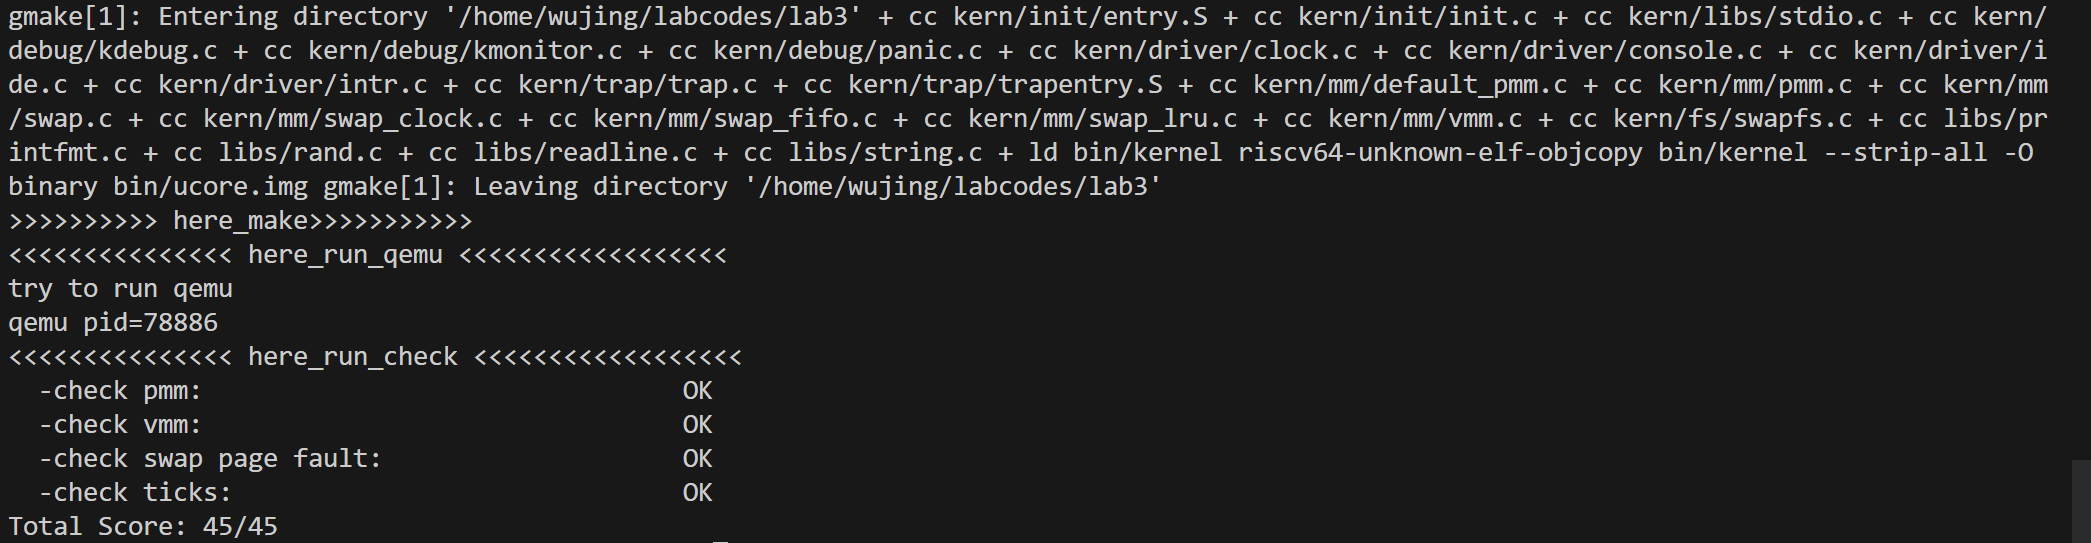 gmake[1]: Entering directory '/home/wujing/labcodes/lab3' + cc kern/init/entry.S + cc kern/init/init.c + cc kern/libs/stdio.c + cc kern/
debug/kdebug.c + cc kern/debug/kmonitor.c + cc kern/debug/panic.c + cc kern/driver/clock.c + cc kern/driver/console.c + cc kern/driver/i
de.c + cc kern/driver/intr.c + cc kern/trap/trap.c + cc kern/trap/trapentry.S + cc kern/mm/default_pmm.c + cc kern/mm/pmm.c + cc kern/mm
/swap.c + cc kern/mm/swap_clock.c + cc kern/mm/swap_fifo.c + cc kern/mm/swap_lru.c + cc kern/mm/vmm.c + cc kern/fs/swapfs.c + cc libs/pr
intfmt.c + cc libs/rand.c + cc libs/readline.c + cc libs/string.c + ld bin/kernel riscv64-unknown-elf-objcopy bin/kernel --strip-all -O
binary bin/ucore.img gmake[1]: Leaving directory '/home/wujing/labcodes/lab3'
>>>>>>>>>> here_make>>>>>>>>>>>
<<<<<<<<<<<<<<< here_run_qemu <<<<<<<<<<<<<<<<<<
try to run qemu
qemu pid=78886
<<<<<<<<<<<<<<< here_run_check <<<<<<<<<<<<<<<<<<
  -check pmm:                                OK
  -check vmm:                                OK
  -check swap page fault:                    OK
  -check ticks:                              OK
Total Score: 45/45